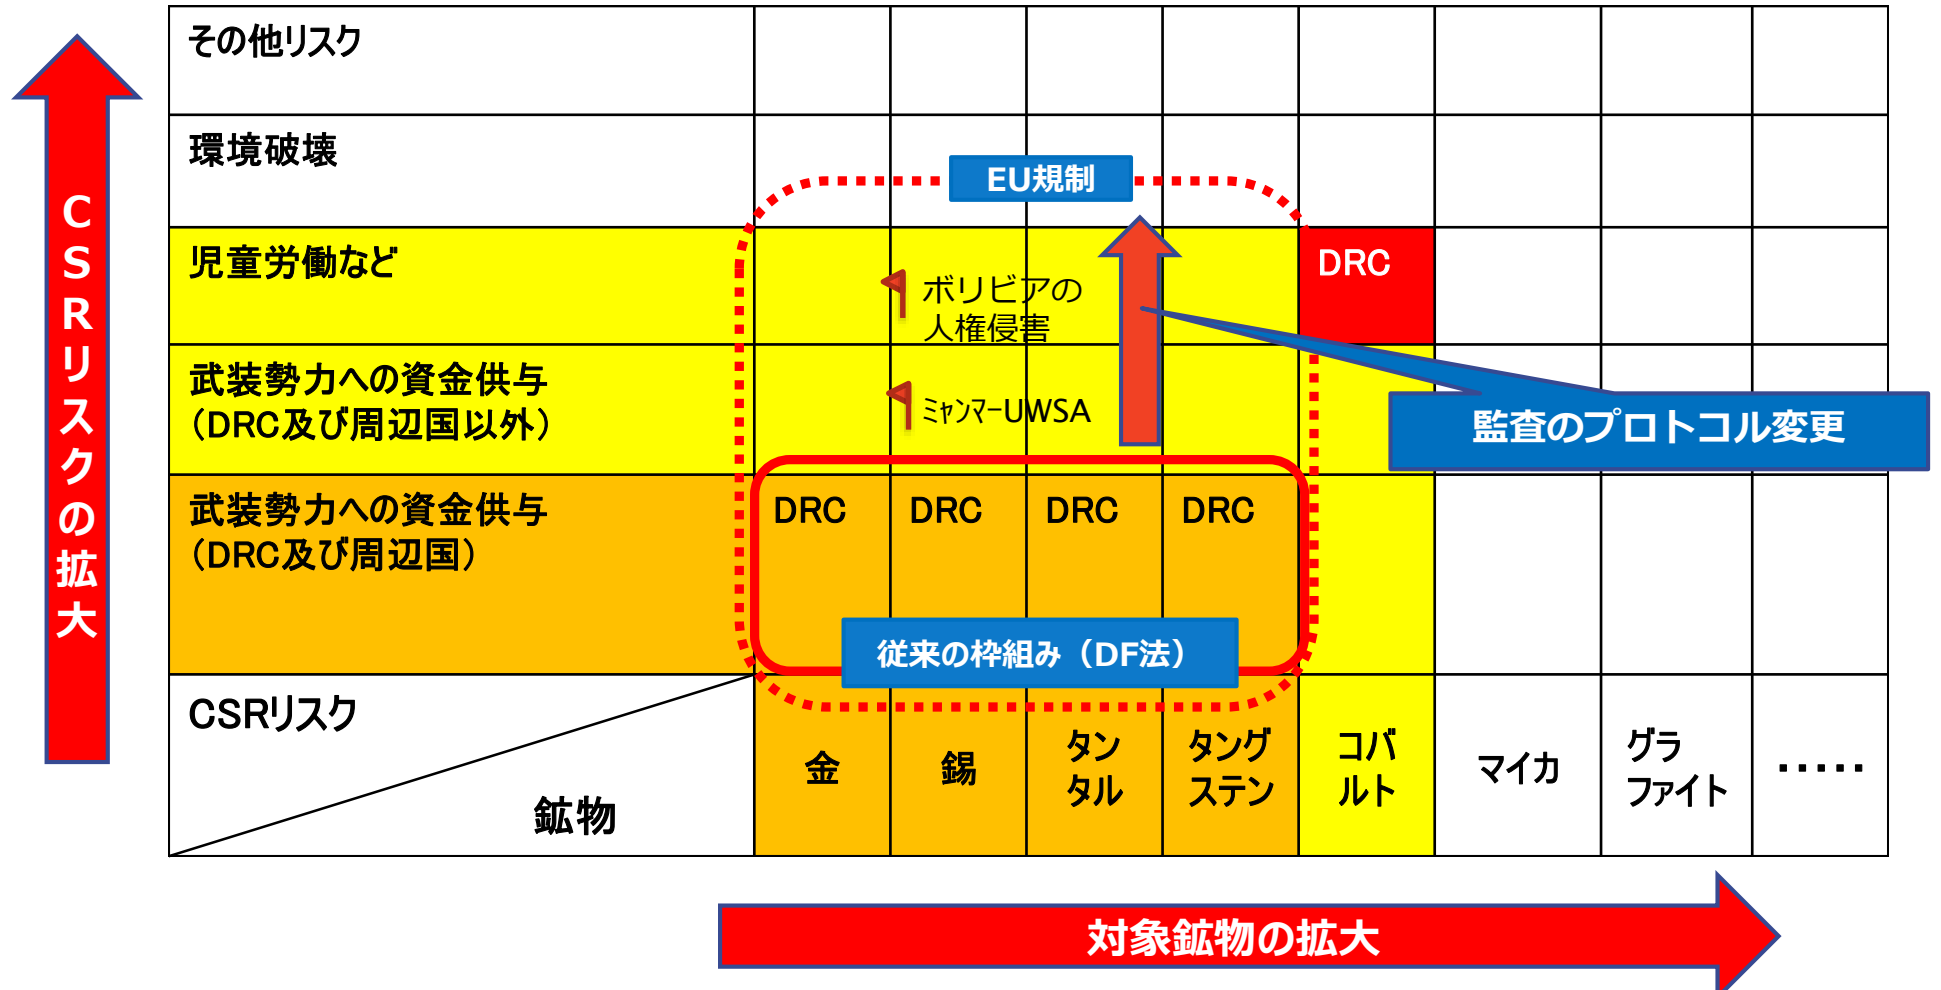 CSRリスクの拡大
その他リスク
環境破壊
EU規制
児童労働など
DRC
ボリビアの
人権侵害
武装勢力への資金供与
（DRC及び周辺国以外）
ﾐｬﾝﾏｰUWSA
監査のプロトコル変更
武装勢力への資金供与
（DRC及び周辺国）
DRC
DRC
DRC
DRC
従来の枠組み（DF法）
CSRリスク
鉱物
金
錫
タン
タル
タング
ステン
コバ
ルト
マイカ
グラ
ファイト
・・・・・
対象鉱物の拡大